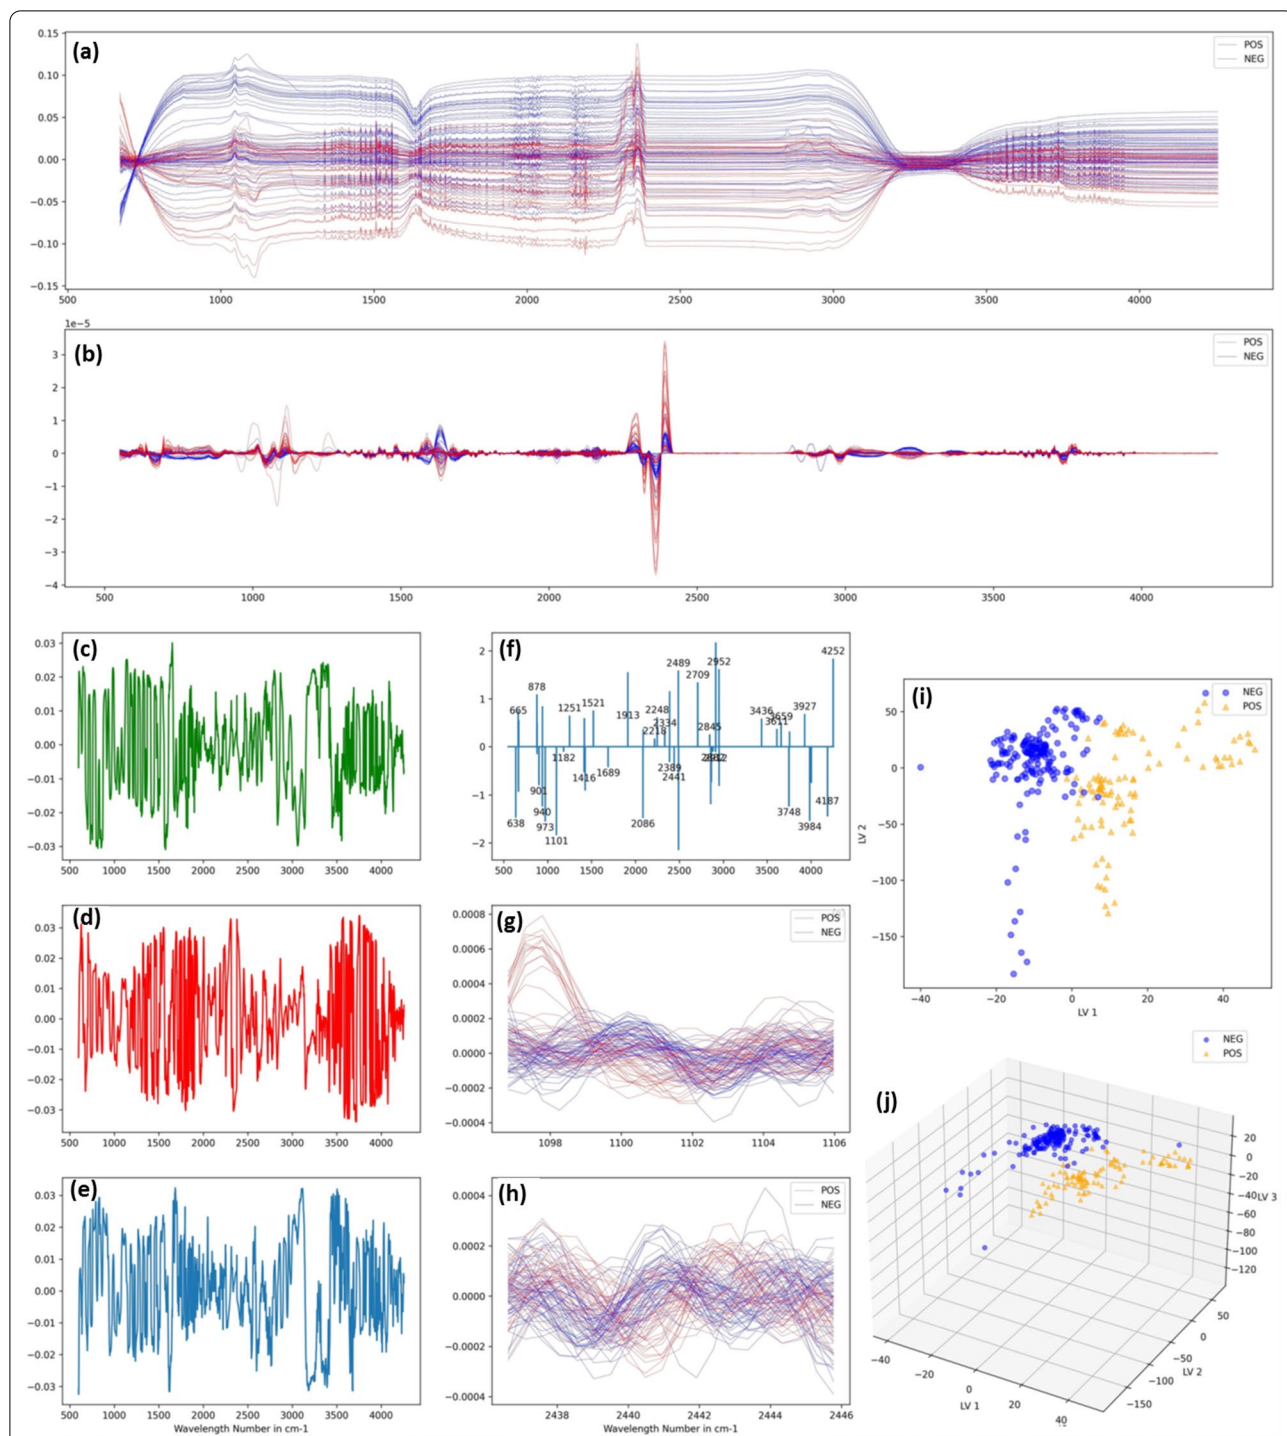 (a)
0.15
0.10
0.05
0.00
−0.05
−0.10
−0.15
POS
NEG
500 1000 1500 2000 2500 3000 3500 4000
1e−5
(b)
3
2
1
0
−1
−2
−3
−4
POS
NEG
500 1000 1500 2000 2500 3000 3500 4000
(c)
0.03
0.02
0.01
0.00
−0.01
−0.02
−0.03
500 1000 1500 2000 2500 3000 3500 4000
(f)
2
1
0
−1
−2
2489 2952 4252
878 2709
665 1251 1521 1913 2248 3436 3659 3927
2218 2334 2845 3611
1182 1416 1689 2389 2441
901 940 973 638 1101 2086 3748 3984 4187
500 1000 1500 2000 2500 3000 3500 4000
(i)
NEG
POS
50
0
−50
−100
−150
LV 2
−40 −20 0 20 40
LV 1
(d)
0.03
0.02
0.01
0.00
−0.01
−0.02
−0.03
500 1000 1500 2000 2500 3000 3500 4000
(g)
0.0008
0.0006
0.0004
0.0002
0.0000
−0.0002
−0.0004
POS
NEG
1098 1100 1102 1104 1106
(e)
0.03
0.02
0.01
0.00
−0.01
−0.02
−0.03
500 1000 1500 2000 2500 3000 3500 4000
Wavelength Number in cm-1
(h)
0.0004
0.0002
0.0000
−0.0002
−0.0004
POS
NEG
2438 2440 2442 2444 2446
Wavelength Number in cm-1
(j)
NEG
POS
20
0
−20
−40
−60
−80
−100
−120
LV 3
50
0
−50
−100
−150
LV 2
−40 −20 0 20 40
LV 1